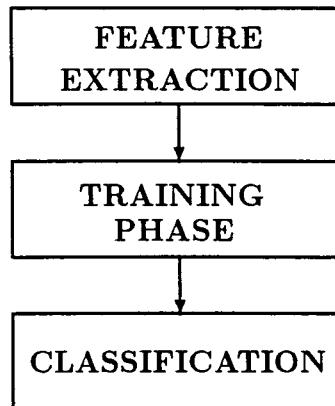 FEATURE
EXTRACTION
TRAINING
PHASE
CLASSIFICATION